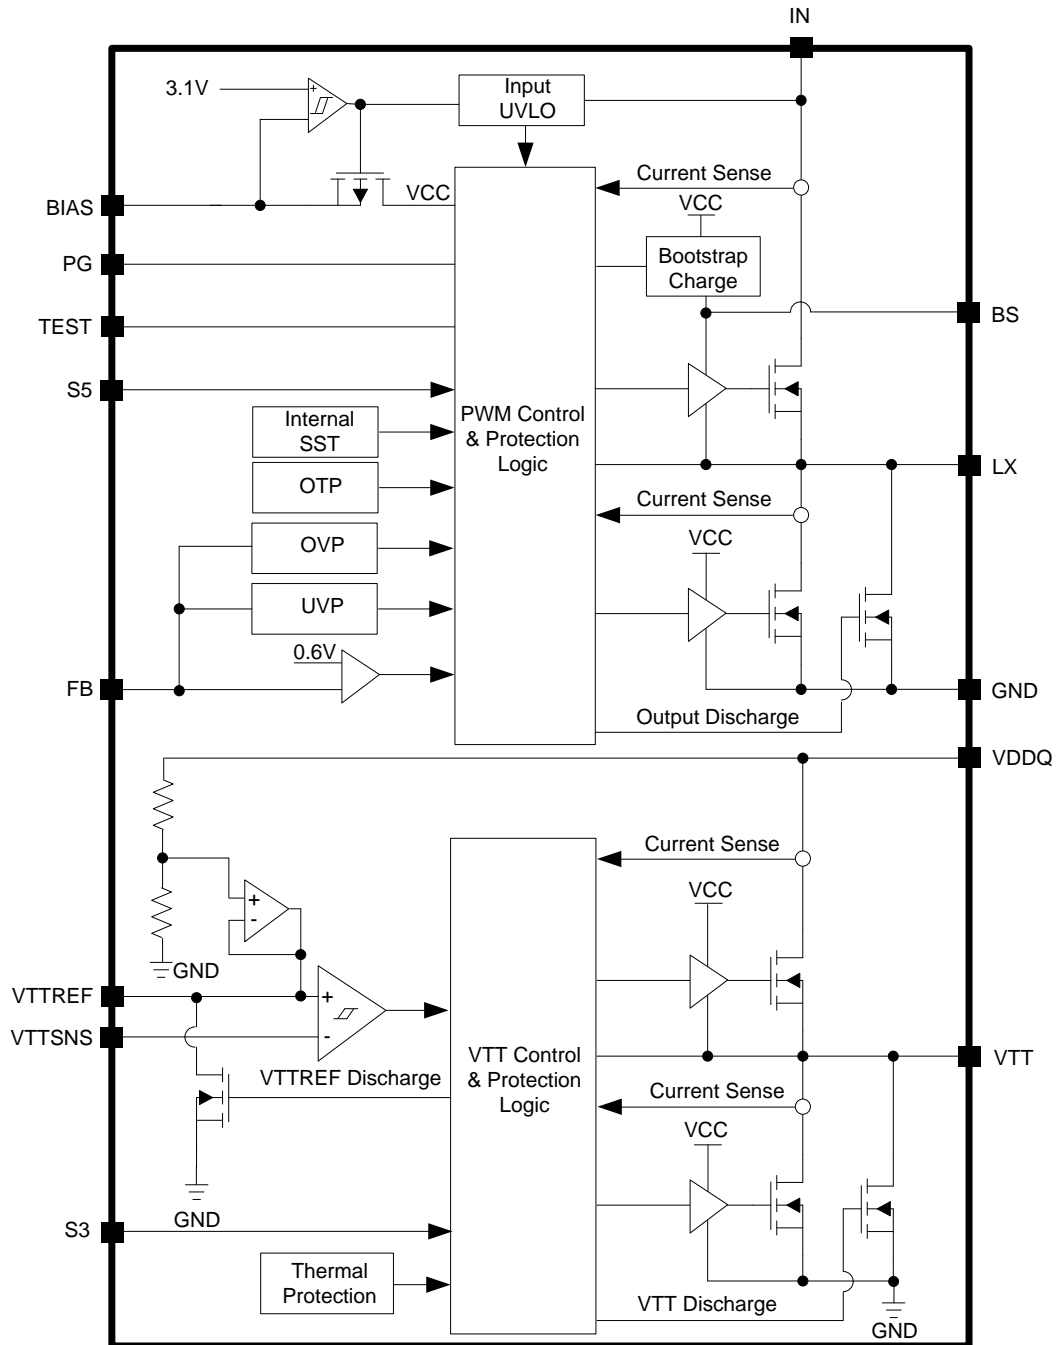 IN
3.1V
Input
UVLO
Current Sense
VCC
VCC
BIAS
PG
Bootstrap
Charge
BS
TEST
S5
Internal
SST
PWM Control
& Protection
Logic
LX
OTP
Current Sense
VCC
OVP
UVP
0.6V
FB
GND
Output Discharge
VDDQ
Current Sense
VCC
+
-
GND
VTTREF
+
VTTSNS
-
VTT Control
& Protection
Logic
VTT
VTTREF Discharge
Current Sense
VCC
GND
S3
Thermal
Protection
VTT Discharge
GND
+